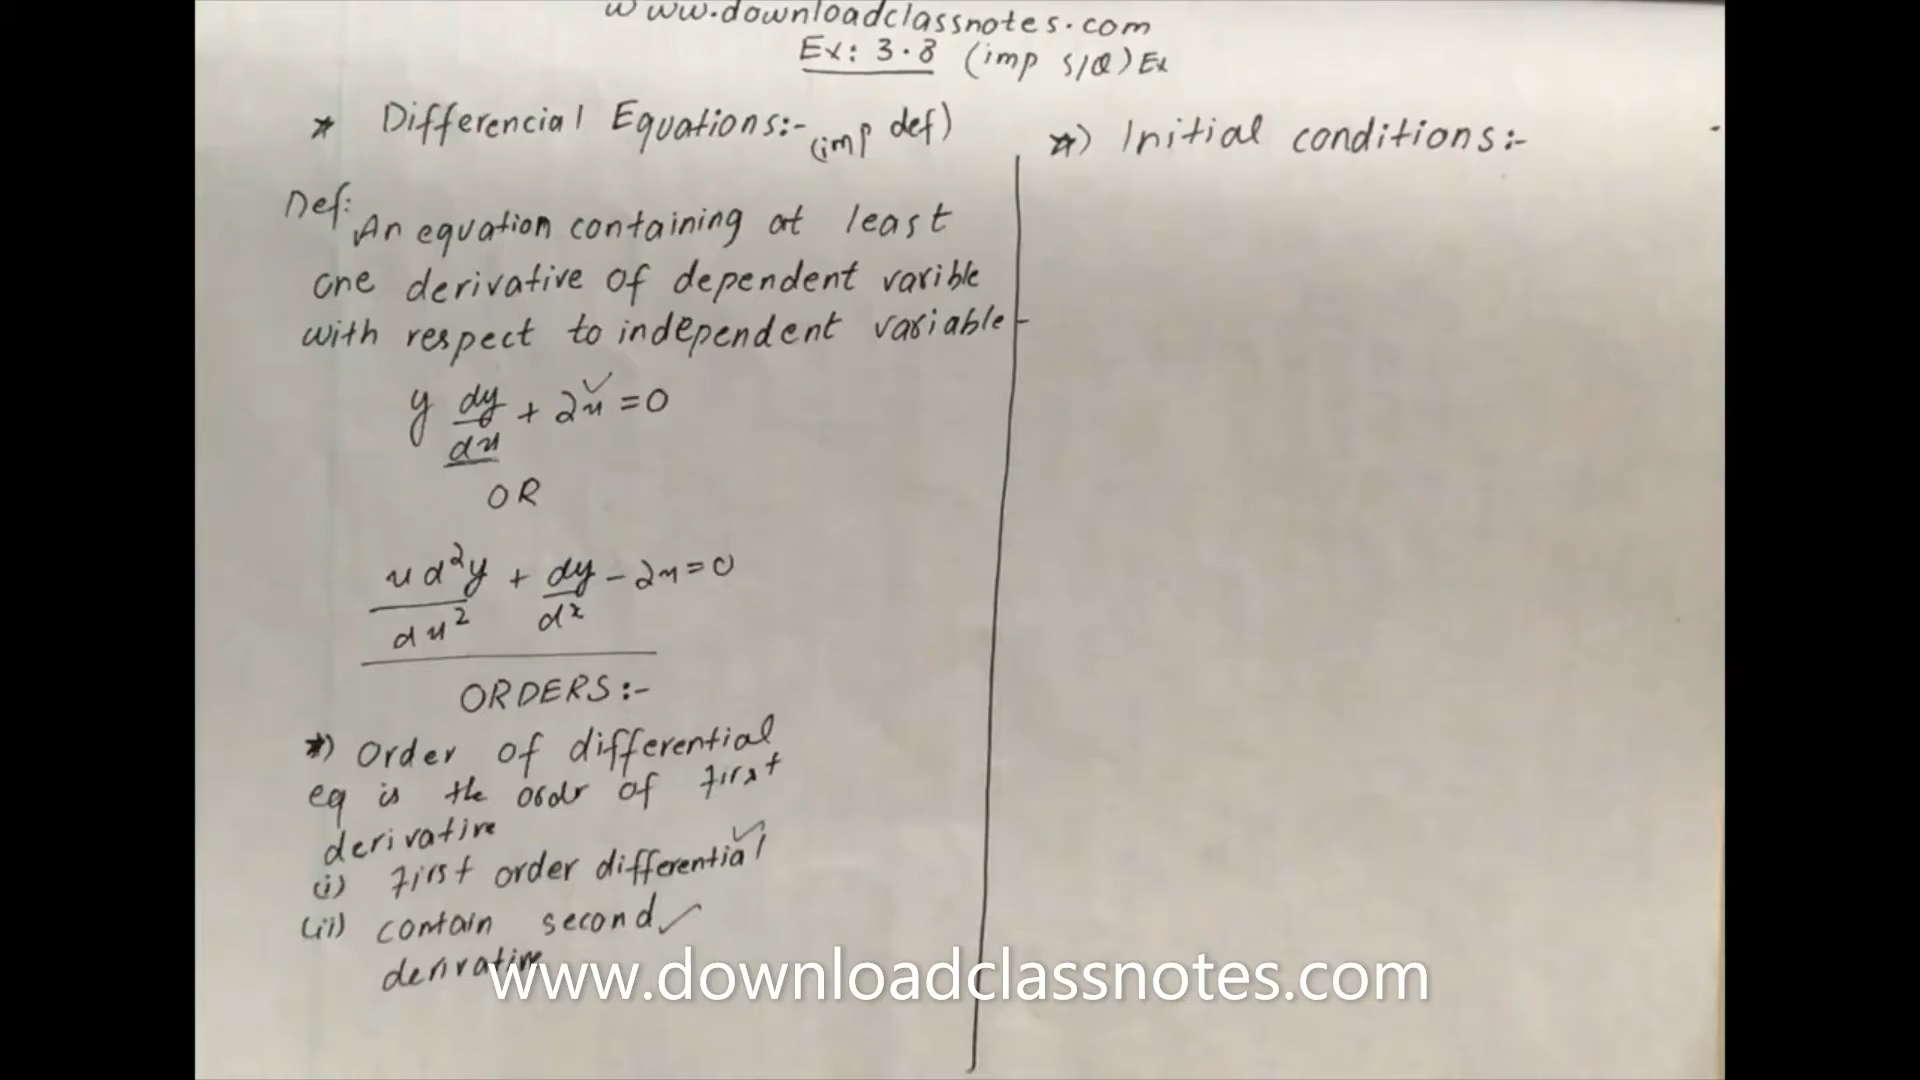 www.downloadclassnotes.com
Ex: 3.8 (imp S/Q) Ex
* Differencial Equations:- (imp def)
Def: An equation containing at least
one derivative of dependent varible
with respect to independent variable-
y dy/dx + 2x = 0
OR
x d²y/dx² + dy/dx - 2x = 0
ORDERS:-
*) Order of differential
eq is the order of first
derivative
(i) first order differential
(ii) contain second
derivative
*) Initial conditions:-
www.downloadclassnotes.com